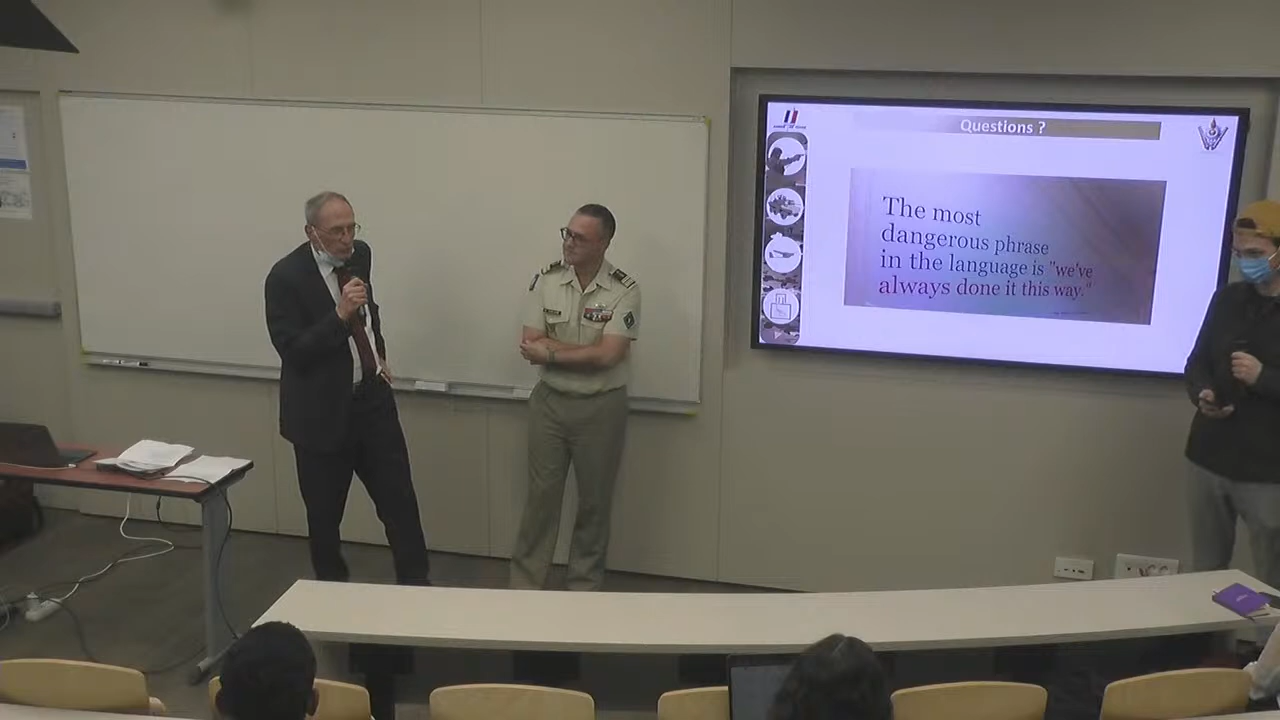 Questions ?
The most
dangerous phrase
in the language is "we've
always done it this way."